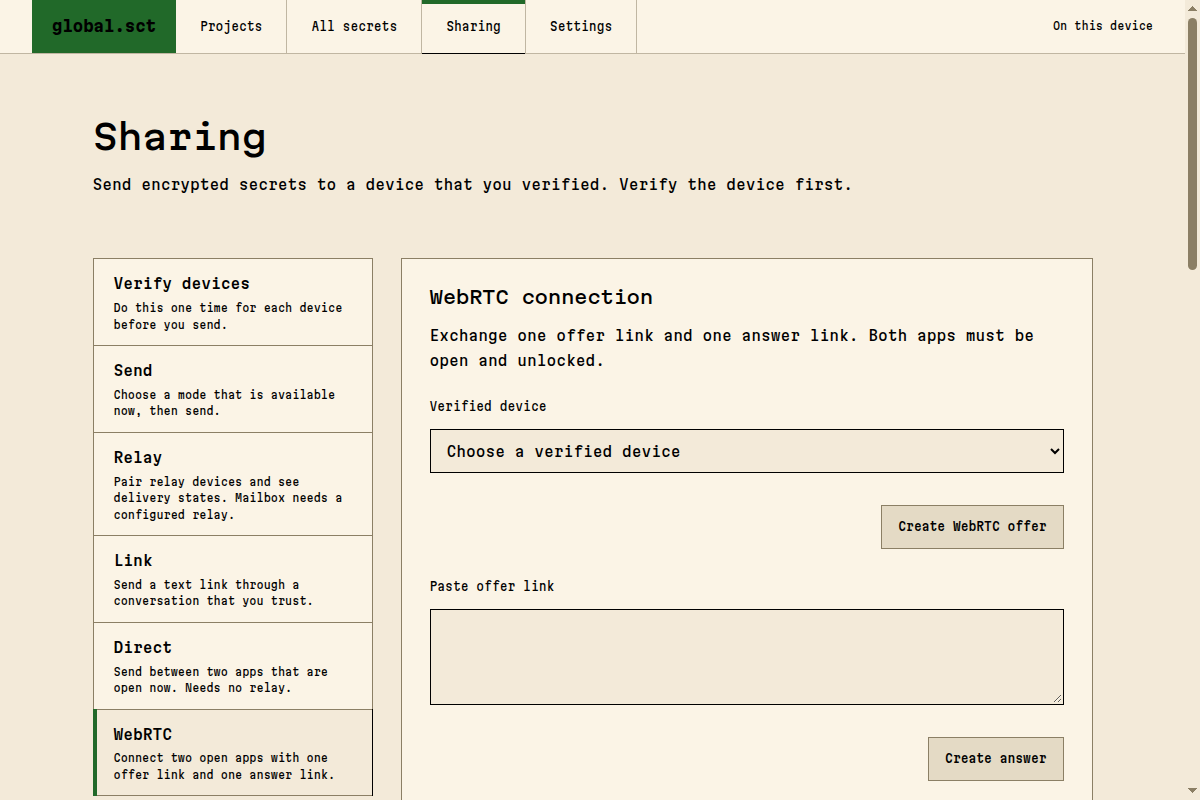 global.sct
Projects
All secrets
Sharing
Settings
On this device
Sharing
Send encrypted secrets to a device that you verified. Verify the device first.
Verify devices
Do this one time for each device
before you send.
Send
Choose a mode that is available
now, then send.
Relay
Pair relay devices and see
delivery states. Mailbox needs a
configured relay.
Link
Send a text link through a
conversation that you trust.
Direct
Send between two apps that are
open now. Needs no relay.
WebRTC
Connect two open apps with one
offer link and one answer link.
WebRTC connection
Exchange one offer link and one answer link. Both apps must be
open and unlocked.
Verified device
Choose a verified device
Create WebRTC offer
Paste offer link
Create answer